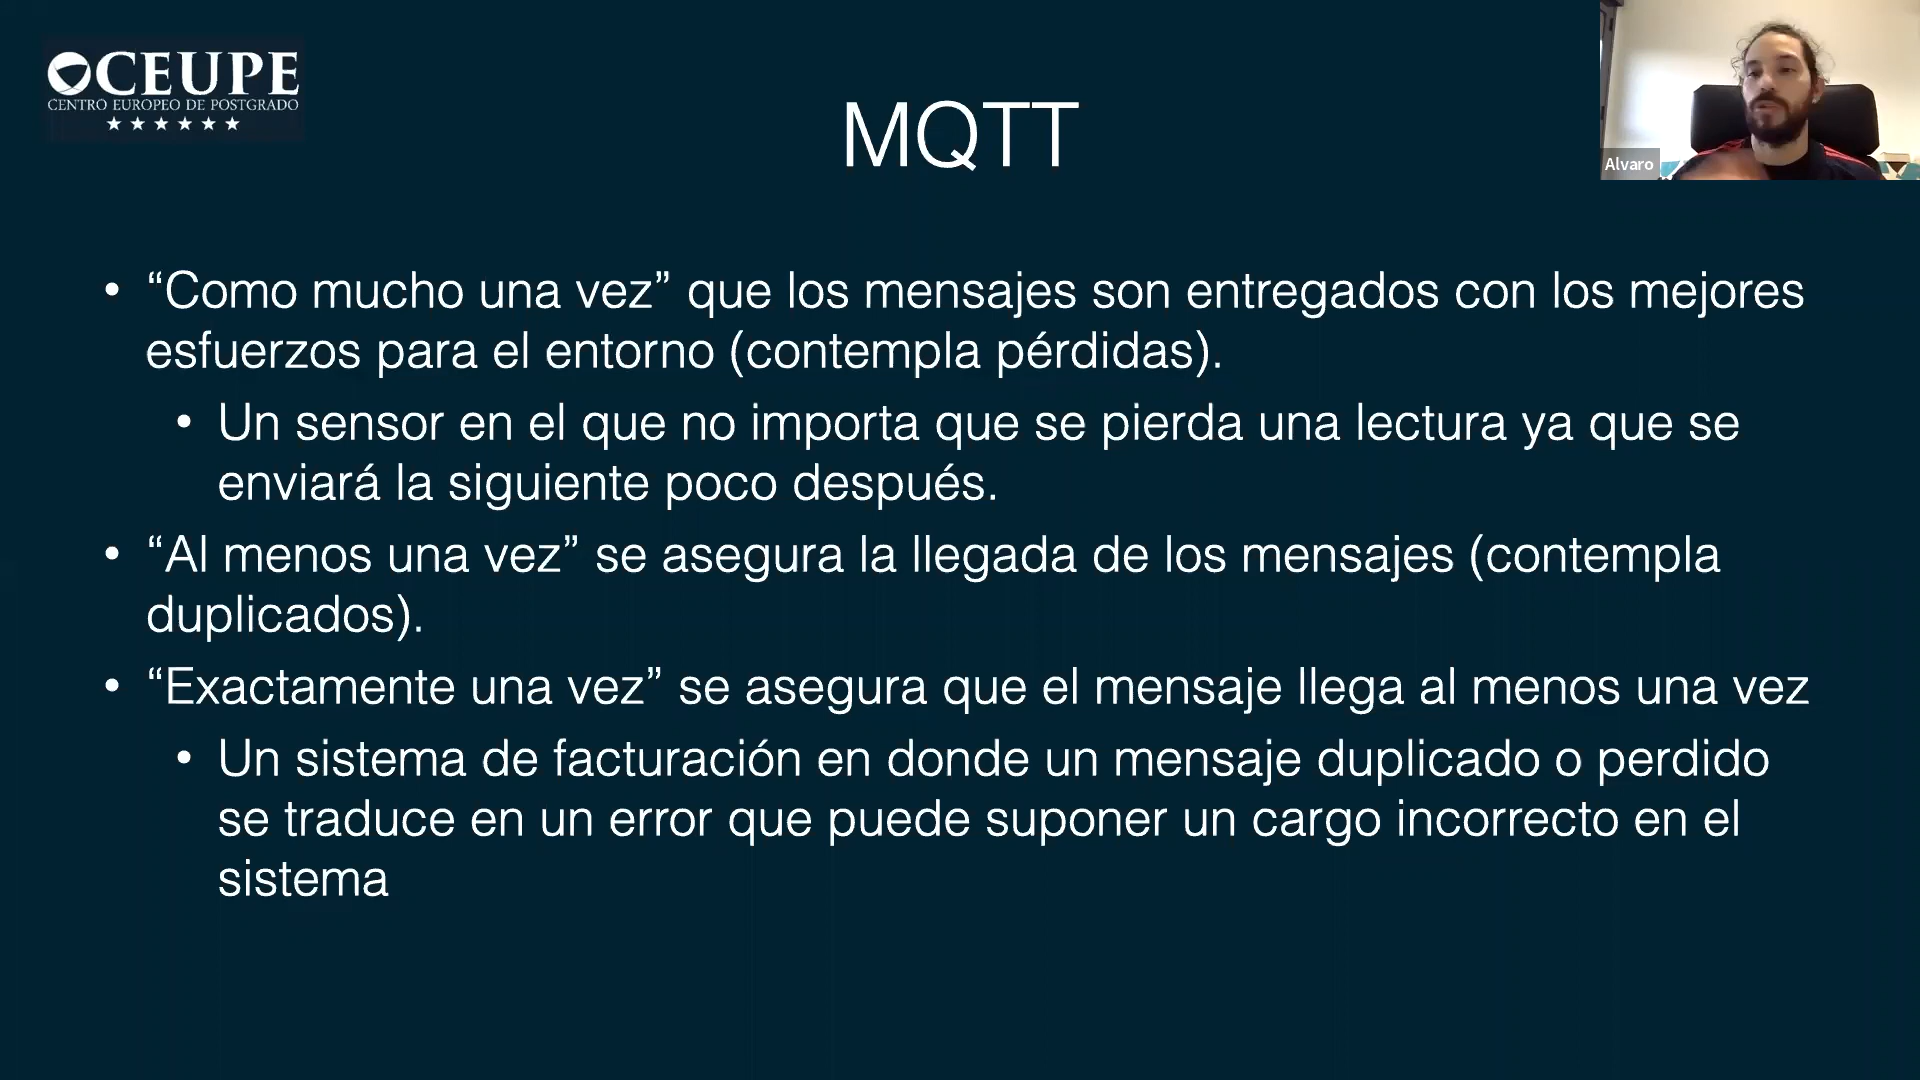 CEUPE
CENTRO EUROPEO DE POSTGRADO
MQTT
Alvaro
• “Como mucho una vez” que los mensajes son entregados con los mejores
esfuerzos para el entorno (contempla pérdidas).
• Un sensor en el que no importa que se pierda una lectura ya que se
enviará la siguiente poco después.
• “Al menos una vez” se asegura la llegada de los mensajes (contempla
duplicados).
• “Exactamente una vez” se asegura que el mensaje llega al menos una vez
• Un sistema de facturación en donde un mensaje duplicado o perdido
se traduce en un error que puede suponer un cargo incorrecto en el
sistema